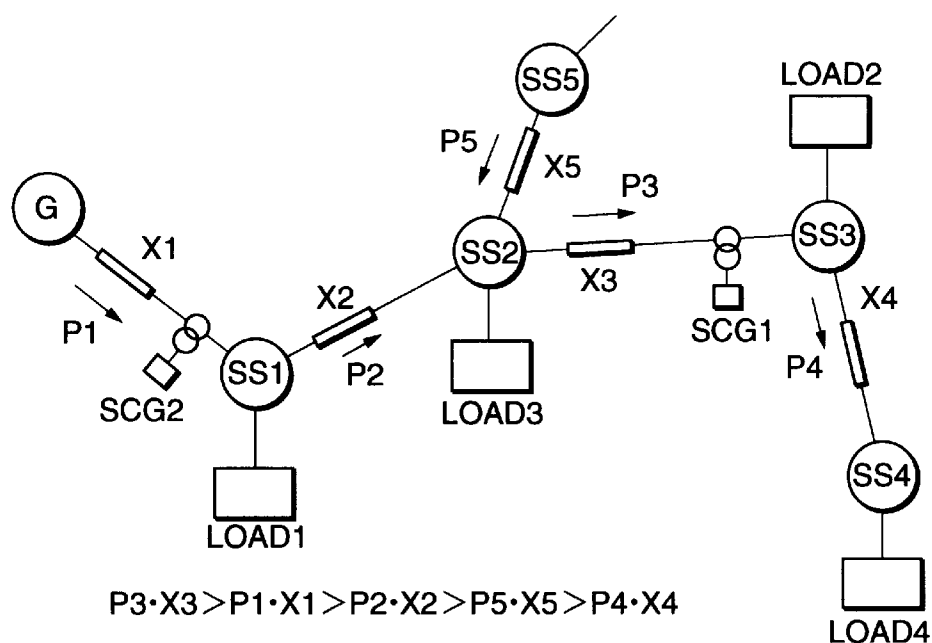 SS5
LOAD2
P5
X5
P3
G
X1
SS2
SS3
X3
X2
X4
P1
SCG1
P4
SS1
P2
SCG2
LOAD3
SS4
LOAD1
P3·X3>P1·X1>P2·X2>P5·X5>P4·X4
LOAD4